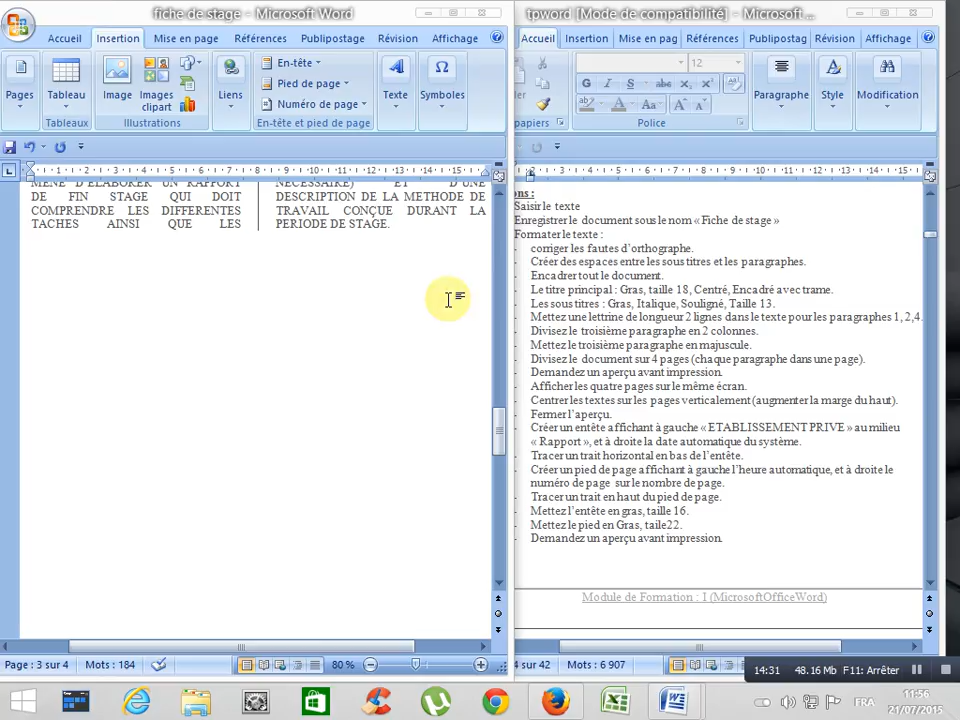 fiche de stage - Microsoft Word
Accueil Insertion Mise en page Références Publipostage Révision Affichage
Pages
Tableau
Image
Images clipart
Liens
En-tête
Pied de page
Numéro de page
Texte
Symboles
Tableaux Illustrations En-tête et pied de page
MENE D'ELABORER UN RAPPORT
DE FIN STAGE QUI DOIT
COMPRENDRE LES DIFFERENTES
TACHES AINSI QUE LES
NECESSAIRE) ET D'UNE
DESCRIPTION DE LA METHODE DE
TRAVAIL CONÇUE DURANT LA
PERIODE DE STAGE.
Page : 3 sur 4 Mots : 184 80 %
tpword [Mode de compatibilité] - Microsoft ...
Accueil Insertion Mise en pag Références Publipostag Révision Affichage
12
G I S abc X₂ X²
Paragraphe
Style
Modification
papiers Police
ons :
Saisir le texte
Enregistrer le document sous le nom « Fiche de stage »
Formater le texte :
- corriger les fautes d'orthographe.
- Créer des espaces entre les sous titres et les paragraphes.
- Encadrer tout le document.
- Le titre principal : Gras, taille 18, Centré, Encadré avec trame.
- Les sous titres : Gras, Italique, Souligné, Taille 13.
- Mettez une lettrine de longueur 2 lignes dans le texte pour les paragraphes 1, 2,4.
- Divisez le troisième paragraphe en 2 colonnes.
- Mettez le troisième paragraphe en majuscule.
- Divisez le document sur 4 pages (chaque paragraphe dans une page).
- Demandez un aperçu avant impression.
- Afficher les quatre pages sur le même écran.
- Centrer les textes sur les pages verticalement (augmenter la marge du haut).
- Fermer l'aperçu.
- Créer un entête affichant à gauche « ETABLISSEMENT PRIVE » au milieu
« Rapport », et à droite la date automatique du système.
- Tracer un trait horizontal en bas de l'entête.
- Créer un pied de page affichant à gauche l'heure automatique, et à droite le
numéro de page sur le nombre de page.
- Tracer un trait en haut du pied de page.
- Mettez l'entête en gras, taille 16.
- Mettez le pied en Gras, taile22.
- Demandez un aperçu avant impression.
Module de Formation : I (MicrosoftOfficeWord)
4 sur 42 Mots : 6 907
14:31 48.16 MB F11: Arrêter
FRA
11:56
21/07/2015